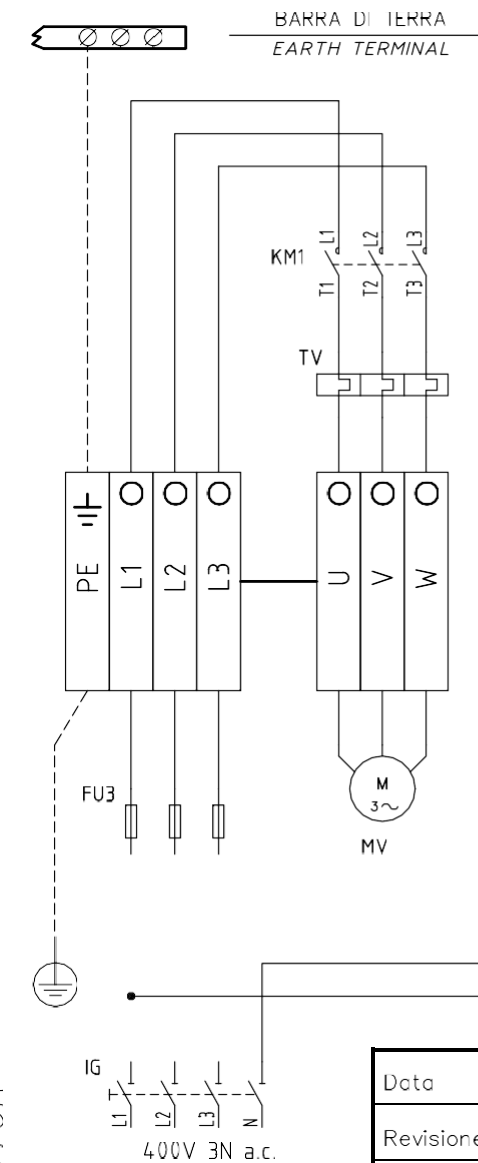 BARRA DI TERRA
EARTH TERMINAL
KM1
L1 L2 L3
T1 T2 T3
TV
PE L1 L2 L3 U V W
FU3
M
3~
MV
IG
L1 L2 L3 N
400V 3N a.c.
Data
Revisione